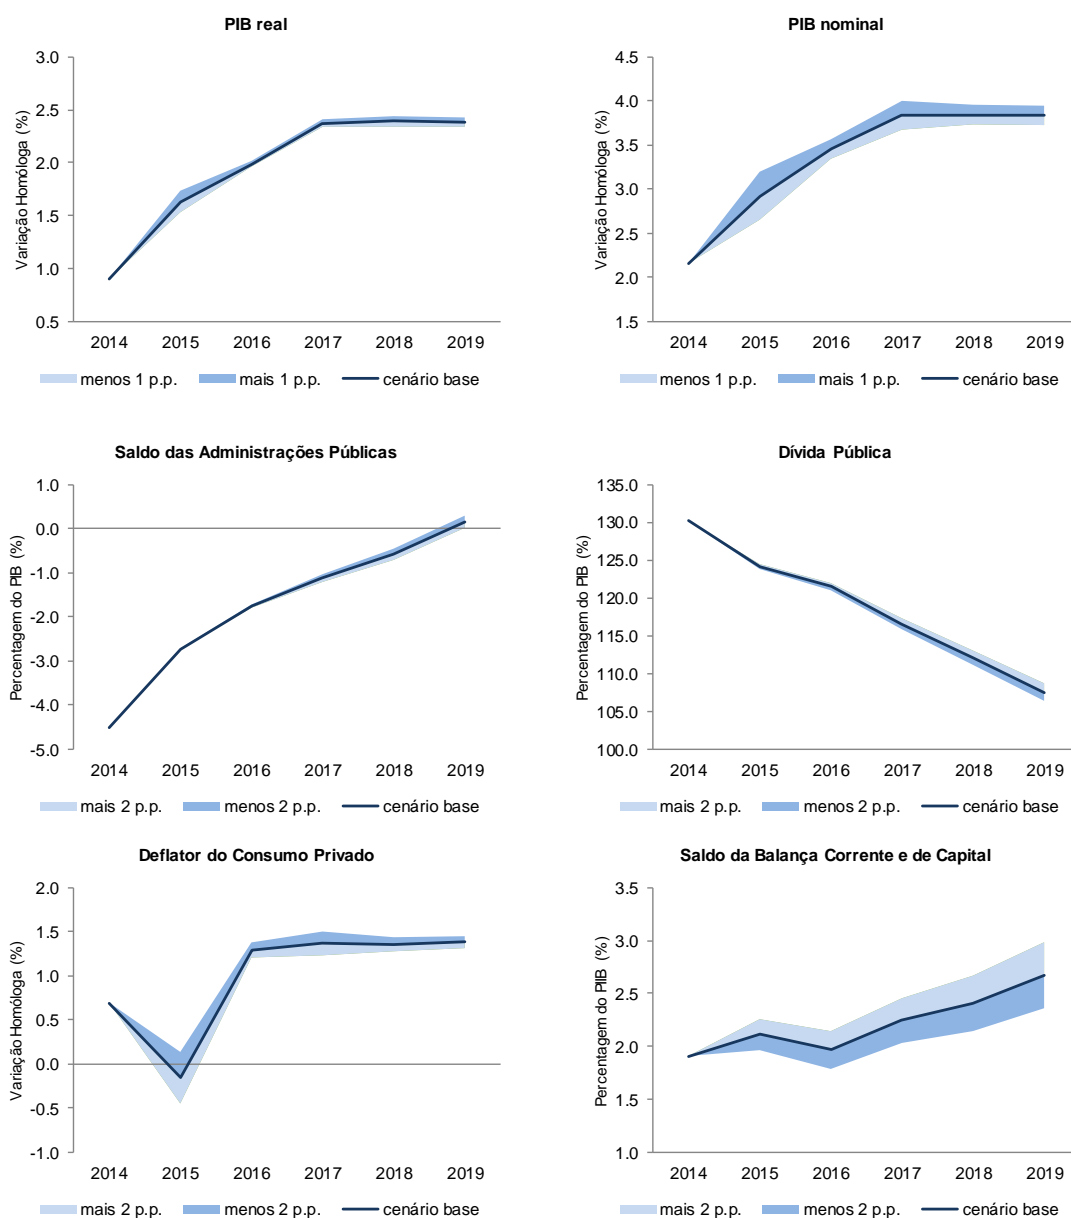 PIB real
Variação Homóloga (%)
3.0
2.5
2.0
1.5
1.0
0.5
2014 2015 2016 2017 2018 2019
menos 1 p.p. mais 1 p.p. cenário base
PIB nominal
Variação Homóloga (%)
4.5
4.0
3.5
3.0
2.5
2.0
1.5
2014 2015 2016 2017 2018 2019
menos 1 p.p. mais 1 p.p. cenário base
Saldo das Administrações Públicas
Percentagem do PIB (%)
1.0
0.0
-1.0
-2.0
-3.0
-4.0
-5.0
2014 2015 2016 2017 2018 2019
mais 2 p.p. menos 2 p.p. cenário base
Dívida Pública
Percentagem do PIB (%)
135.0
130.0
125.0
120.0
115.0
110.0
105.0
100.0
2014 2015 2016 2017 2018 2019
mais 2 p.p. menos 2 p.p. cenário base
Deflator do Consumo Privado
Variação Homóloga (%)
2.0
1.5
1.0
0.5
0.0
-0.5
-1.0
2014 2015 2016 2017 2018 2019
mais 2 p.p. menos 2 p.p. cenário base
Saldo da Balança Corrente e de Capital
Percentagem do PIIB (%)
3.5
3.0
2.5
2.0
1.5
1.0
2014 2015 2016 2017 2018 2019
mais 2 p.p. menos 2 p.p. cenário base